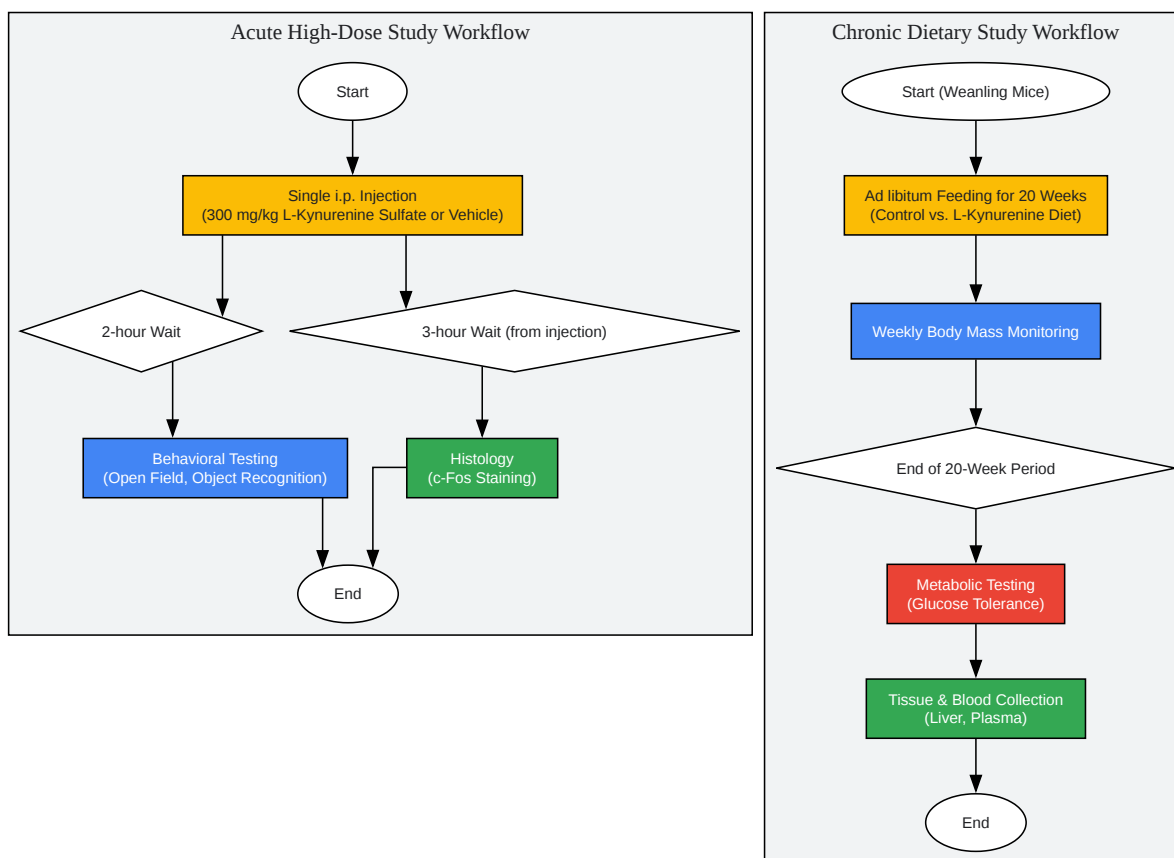 Acute High-Dose Study Workflow
Start
Single i.p. Injection
(300 mg/kg L-Kynurenine Sulfate or Vehicle)
2-hour Wait
3-hour Wait (from injection)
Behavioral Testing
(Open Field, Object Recognition)
Histology
(c-Fos Staining)
End
Chronic Dietary Study Workflow
Start (Weanling Mice)
Ad libitum Feeding for 20 Weeks
(Control vs. L-Kynurenine Diet)
Weekly Body Mass Monitoring
End of 20-Week Period
Metabolic Testing
(Glucose Tolerance)
Tissue & Blood Collection
(Liver, Plasma)
End